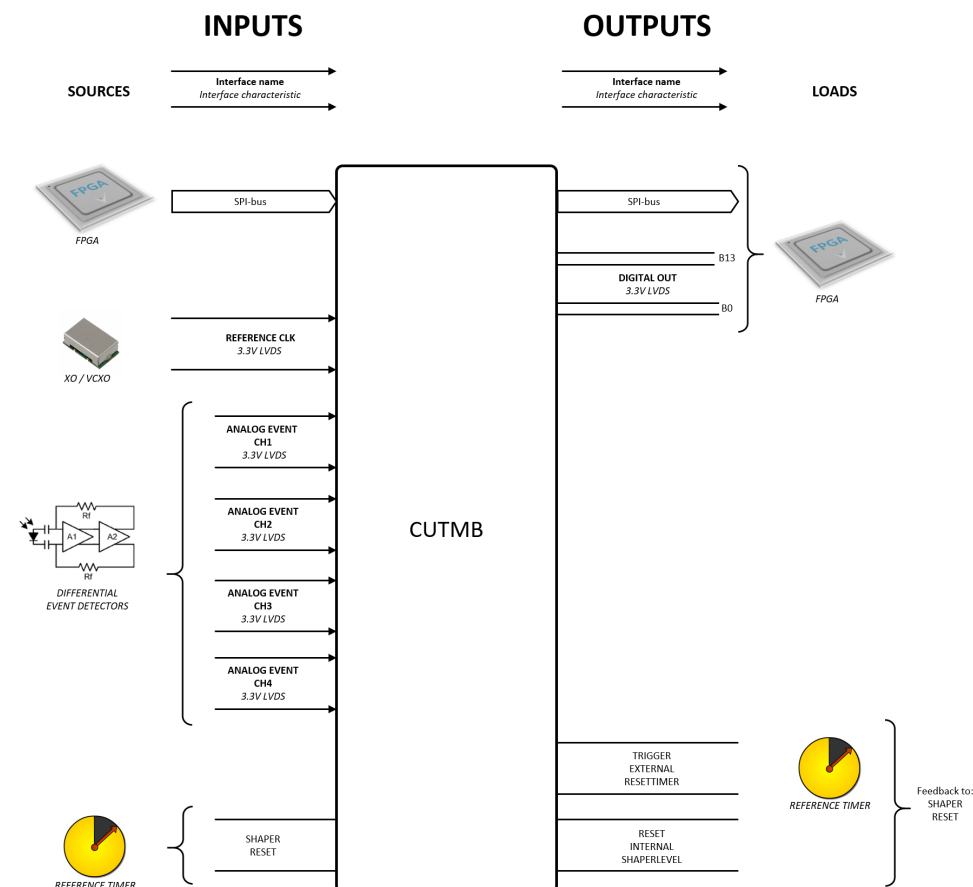 INPUTS
OUTPUTS
SOURCES
Interface name
Interface characteristic
Interface name
Interface characteristic
LOADS
FPGA
FPGA
SPI-bus
SPI-bus
B13
DIGITAL OUT
3.3V LVDS
B0
FPGA
FPGA
REFERENCE CLK
3.3V LVDS
XO / VCXO
ANALOG EVENT
CH1
3.3V LVDS
ANALOG EVENT
CH2
3.3V LVDS
Rf
A1
A2
Rf
DIFFERENTIAL
EVENT DETECTORS
CUTMB
ANALOG EVENT
CH3
3.3V LVDS
ANALOG EVENT
CH4
3.3V LVDS
TRIGGER
EXTERNAL
RESETTIMER
REFERENCE TIMER
Feedback to:
SHAPER
RESET
SHAPER
RESET
RESET
INTERNAL
SHAPERLEVEL
REFERENCE TIMER